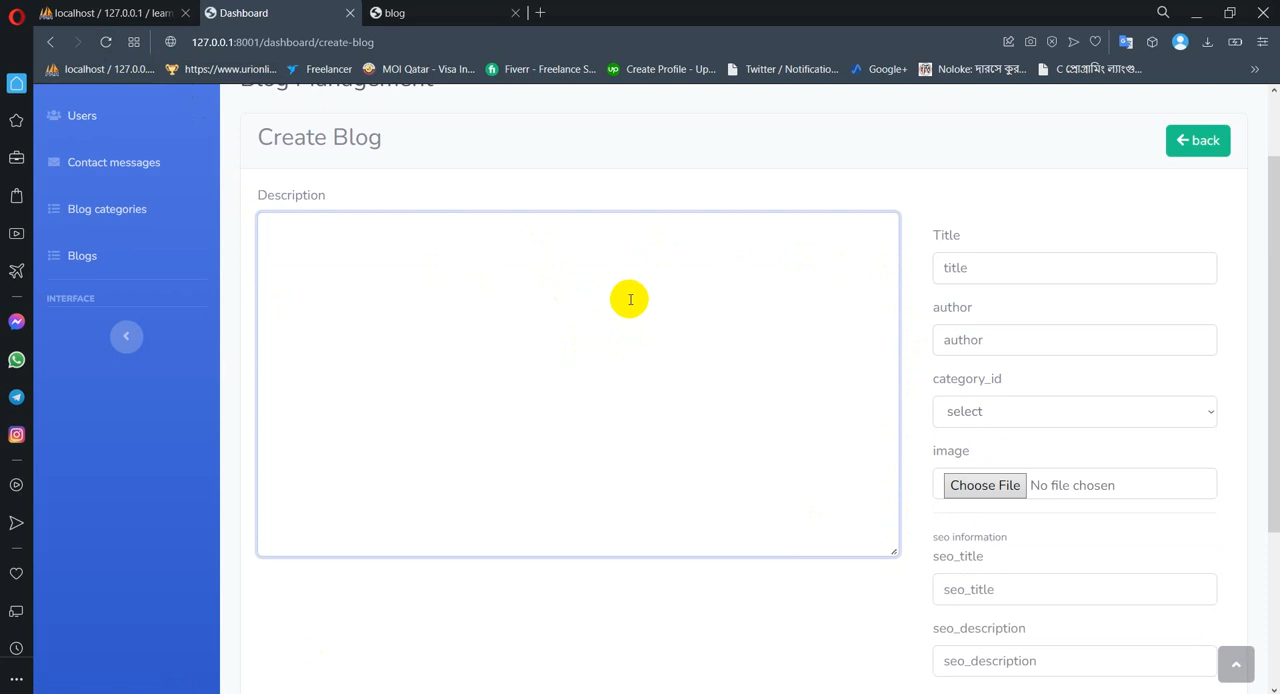 localhost / 127.0.0.1 / learn
Dashboard
blog
127.0.0.1:8001/dashboard/create-blog
localhost / 127.0.0....
https://www.urionli...
Freelancer
MOI Qatar - Visa In...
Fiverr - Freelance S...
Create Profile - Up...
Twitter / Notificatio...
Google+
Noloke: দারসে কুর...
C প্রোগ্রামিং ল্যাংগু...
Blog Management
Users
Contact messages
Blog categories
Blogs
INTERFACE
Create Blog
back
Description
Title
title
author
author
category_id
select
image
Choose File No file chosen
seo information
seo_title
seo_title
seo_description
seo_description